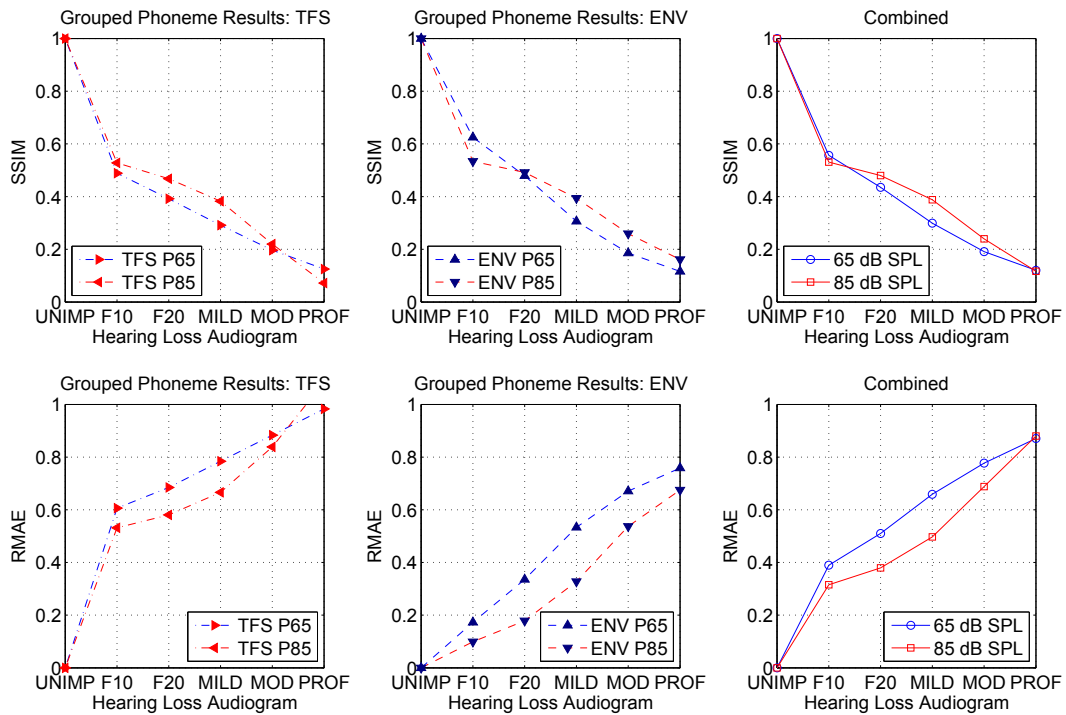 Grouped Phoneme Results: TFS
1
0.8
0.6
0.4
0.2
0
SSIM
TFS P65
TFS P85
UNIMP F10 F20 MILD MOD PROF
Hearing Loss Audiogram
Grouped Phoneme Results: ENV
1
0.8
0.6
0.4
0.2
0
SSIM
ENV P65
ENV P85
UNIMP F10 F20 MILD MOD PROF
Hearing Loss Audiogram
Combined
1
0.8
0.6
0.4
0.2
0
SSIM
65 dB SPL
85 dB SPL
UNIMP F10 F20 MILD MOD PROF
Hearing Loss Audiogram
Grouped Phoneme Results: TFS
1
0.8
0.6
0.4
0.2
0
RMAE
TFS P65
TFS P85
UNIMP F10 F20 MILD MOD PROF
Hearing Loss Audiogram
Grouped Phoneme Results: ENV
1
0.8
0.6
0.4
0.2
0
RMAE
ENV P65
ENV P85
UNIMP F10 F20 MILD MOD PROF
Hearing Loss Audiogram
Combined
1
0.8
0.6
0.4
0.2
0
RMAE
65 dB SPL
85 dB SPL
UNIMP F10 F20 MILD MOD PROF
Hearing Loss Audiogram